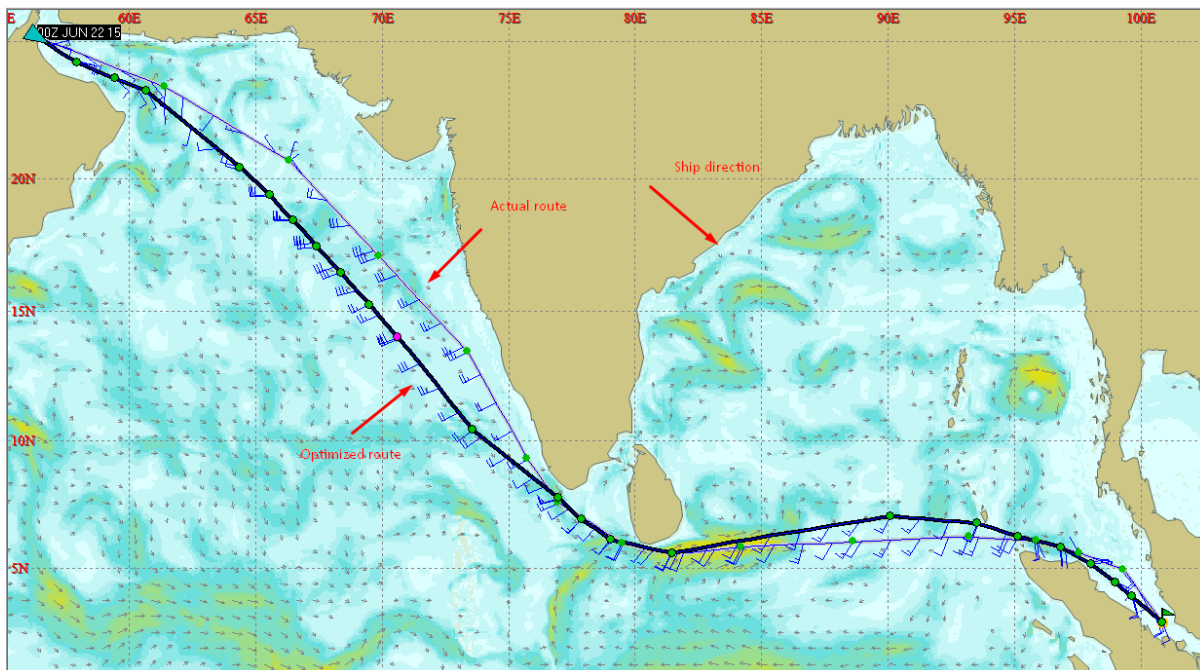 E 60E 65E 70E 75E 80E 85E 90E 95E 100E
00Z JUN 22 15
Ship direction
20N
Actual route
15N
10N
Optimized route
5N